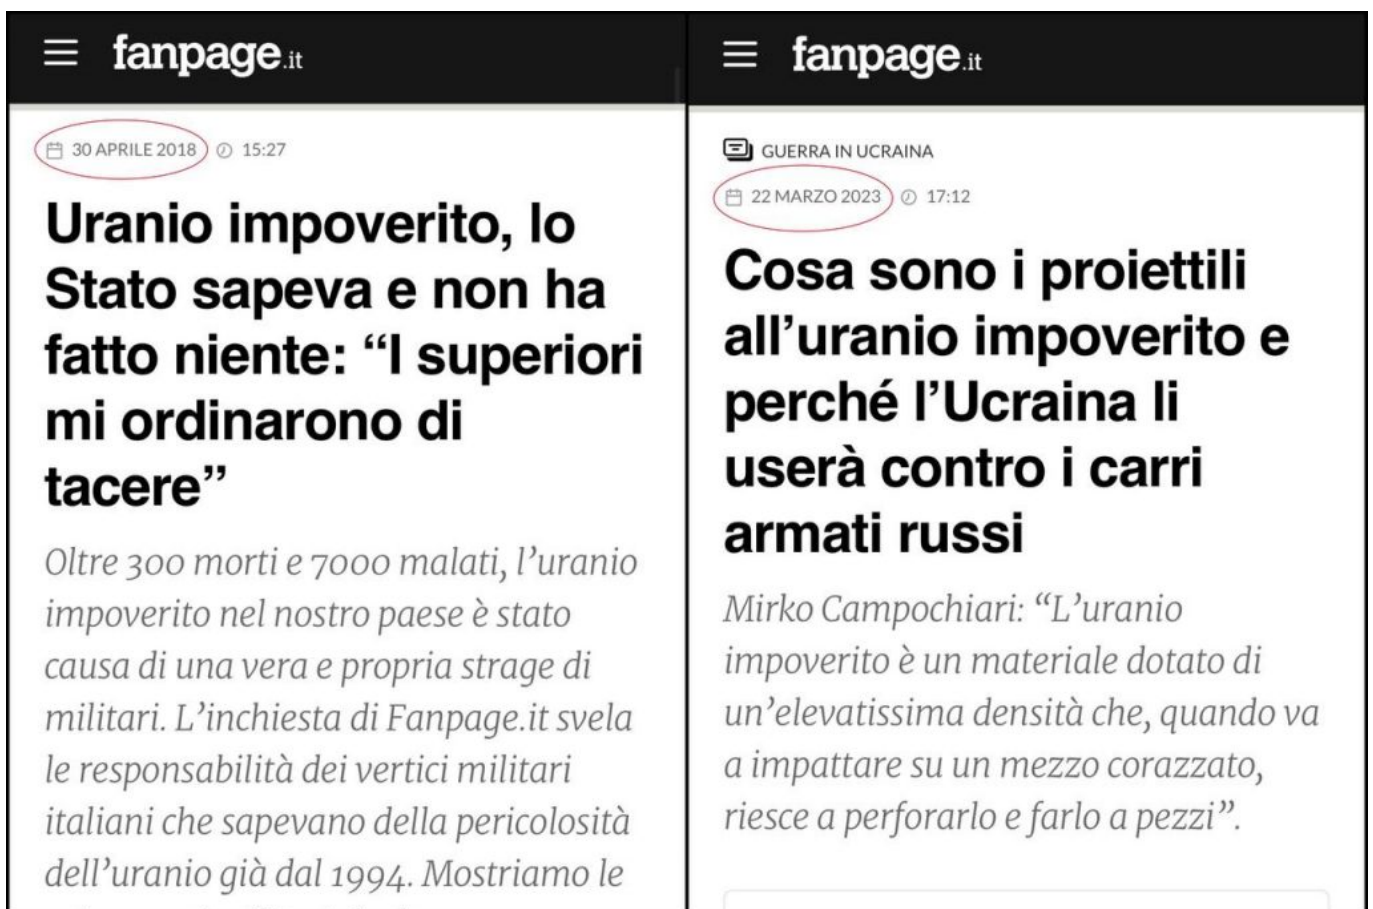 fanpage.it
30 APRILE 2018 15:27
Uranio impoverito, lo
Stato sapeva e non ha
fatto niente: “I superiori
mi ordinarono di
tacere”
Oltre 300 morti e 7000 malati, l’uranio
impoverito nel nostro paese è stato
causa di una vera e propria strage di
militari. L’inchiesta di Fanpage.it svela
le responsabilità dei vertici militari
italiani che sapevano della pericolosità
dell’uranio già dal 1994. Mostriamo le
fanpage.it
GUERRA IN UCRAINA
22 MARZO 2023 17:12
Cosa sono i proiettili
all’uranio impoverito e
perché l’Ucraina li
userà contro i carri
armati russi
Mirko Campochiari: “L’uranio
impoverito è un materiale dotato di
un’elevatissima densità che, quando va
a impattare su un mezzo corazzato,
riesce a perforarlo e farlo a pezzi”.